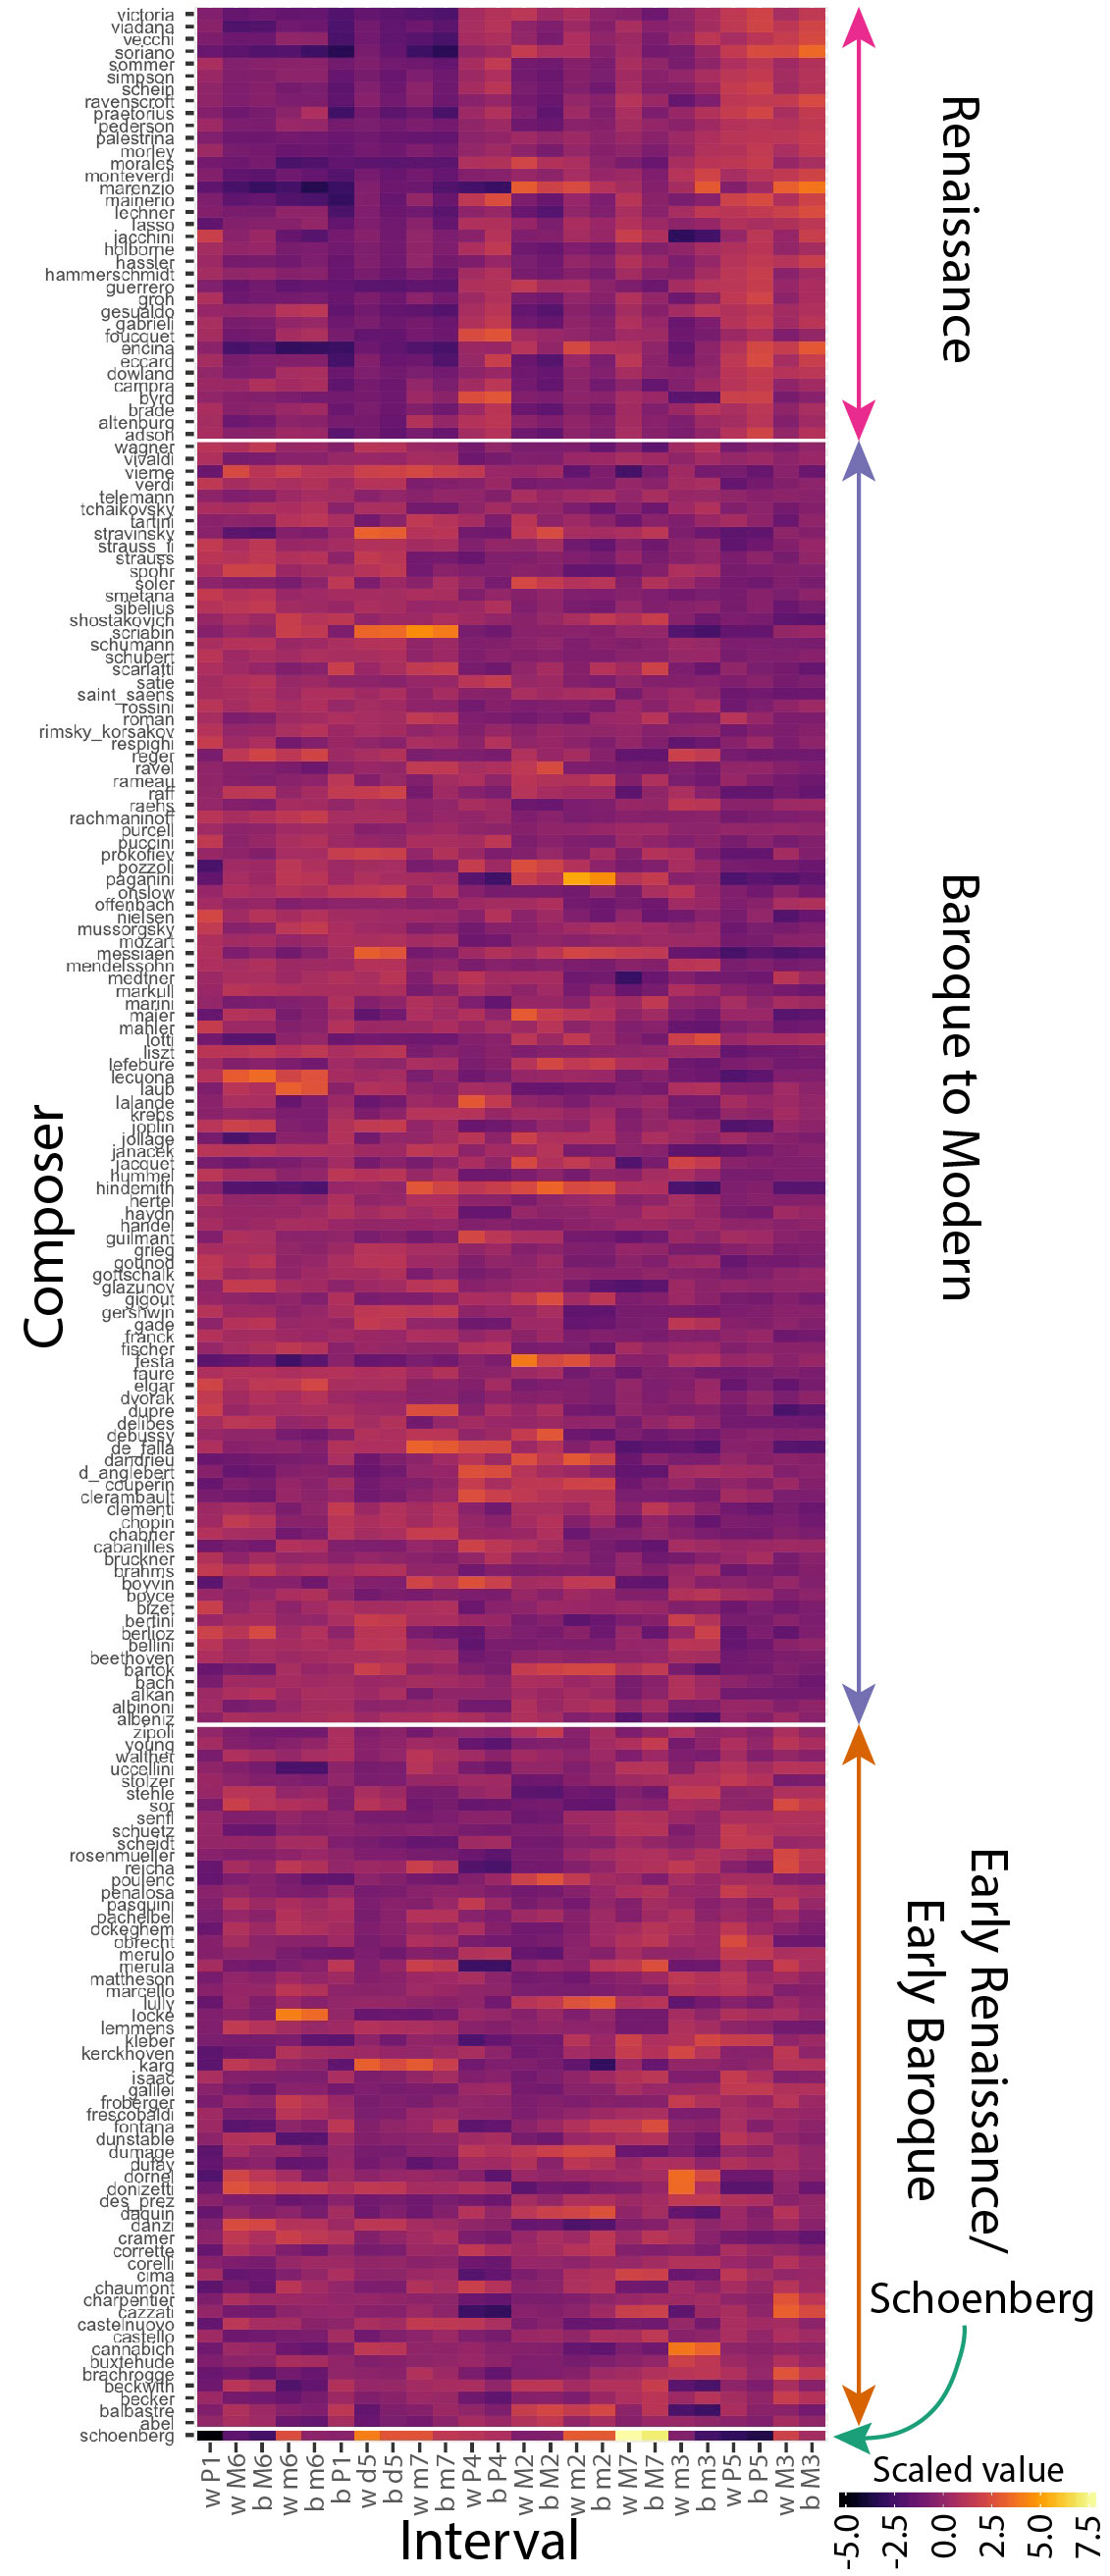 victoria
viadana
vecchi
soriano
sommer
simpson
schein
ravenscroft
praetorius
pederson
palestrina
morley
morales
monteverdi
marenzio
mainerio
lechner
lasso
jacchini
holborne
hassler
hammerschmidt
guerrero
groh
gesualdo
gabrieli
foucquet
encina
eccard
dowland
campra
byrd
brade
altenburg
adson
wagner
vivaldi
vierne
verdi
telemann
tchaikovsky
tartini
stravinsky
strauss_ii
strauss
spohr
soler
smetana
sibelius
shostakovich
scriabin
schumann
schubert
scarlatti
satie
saint_saens
rossini
roman
rimsky_korsakov
respighi
reger
ravel
rameau
raff
raehs
rachmaninoff
purcell
puccini
prokofiev
pozzoli
paganini
onslow
offenbach
nielsen
mussorgsky
mozart
messiaen
mendelssohn
medtner
markull
marini
maier
mahler
lotti
liszt
lefebure
lecuona
laub
lalande
krebs
joplin
jollage
janacek
jacquet
hummel
hindemith
hertel
haydn
handel
guilmant
grieg
gounod
gottschalk
glazunov
gigout
gershwin
gade
franck
fischer
festa
faure
elgar
dvorak
dupre
delibes
debussy
de_falla
dandrieu
d_anglebert
couperin
clerambault
clementi
chopin
chabrier
cabanilles
bruckner
brahms
boyvin
boyce
bizet
bertini
berlioz
bellini
beethoven
bartok
bach
alkan
albinoni
albeniz
zipoli
young
walther
uccellini
stolzer
stehle
sor
senfl
schuetz
scheidt
rosenmueller
reicha
poulenc
penalosa
pasquini
pachelbel
ockeghem
obrecht
merulo
merula
mattheson
marcello
lully
locke
lemmens
kleber
kerckhoven
karg
isaac
galilei
froberger
frescobaldi
fontana
dunstable
dumage
dufay
dornel
donizetti
des_prez
daquin
danzi
cramer
corrette
corelli
cima
chaumont
charpentier
cazzati
castelnuovo
castello
cannabich
buxtehude
brachrogge
beckwith
becker
balbastre
abel
schoenberg
Composer
w P1
w M6
b M6
w m6
b m6
b P1
w d5
b d5
w m7
b m7
w P4
b P4
w M2
b M2
w m2
b m2
w M7
b M7
w m3
b m3
w P5
b P5
w M3
b M3
Interval
Renaissance
Baroque to Modern
Early Renaissance/
Early Baroque
Schoenberg
Scaled value
-5.0
-2.5
0.0
2.5
5.0
7.5